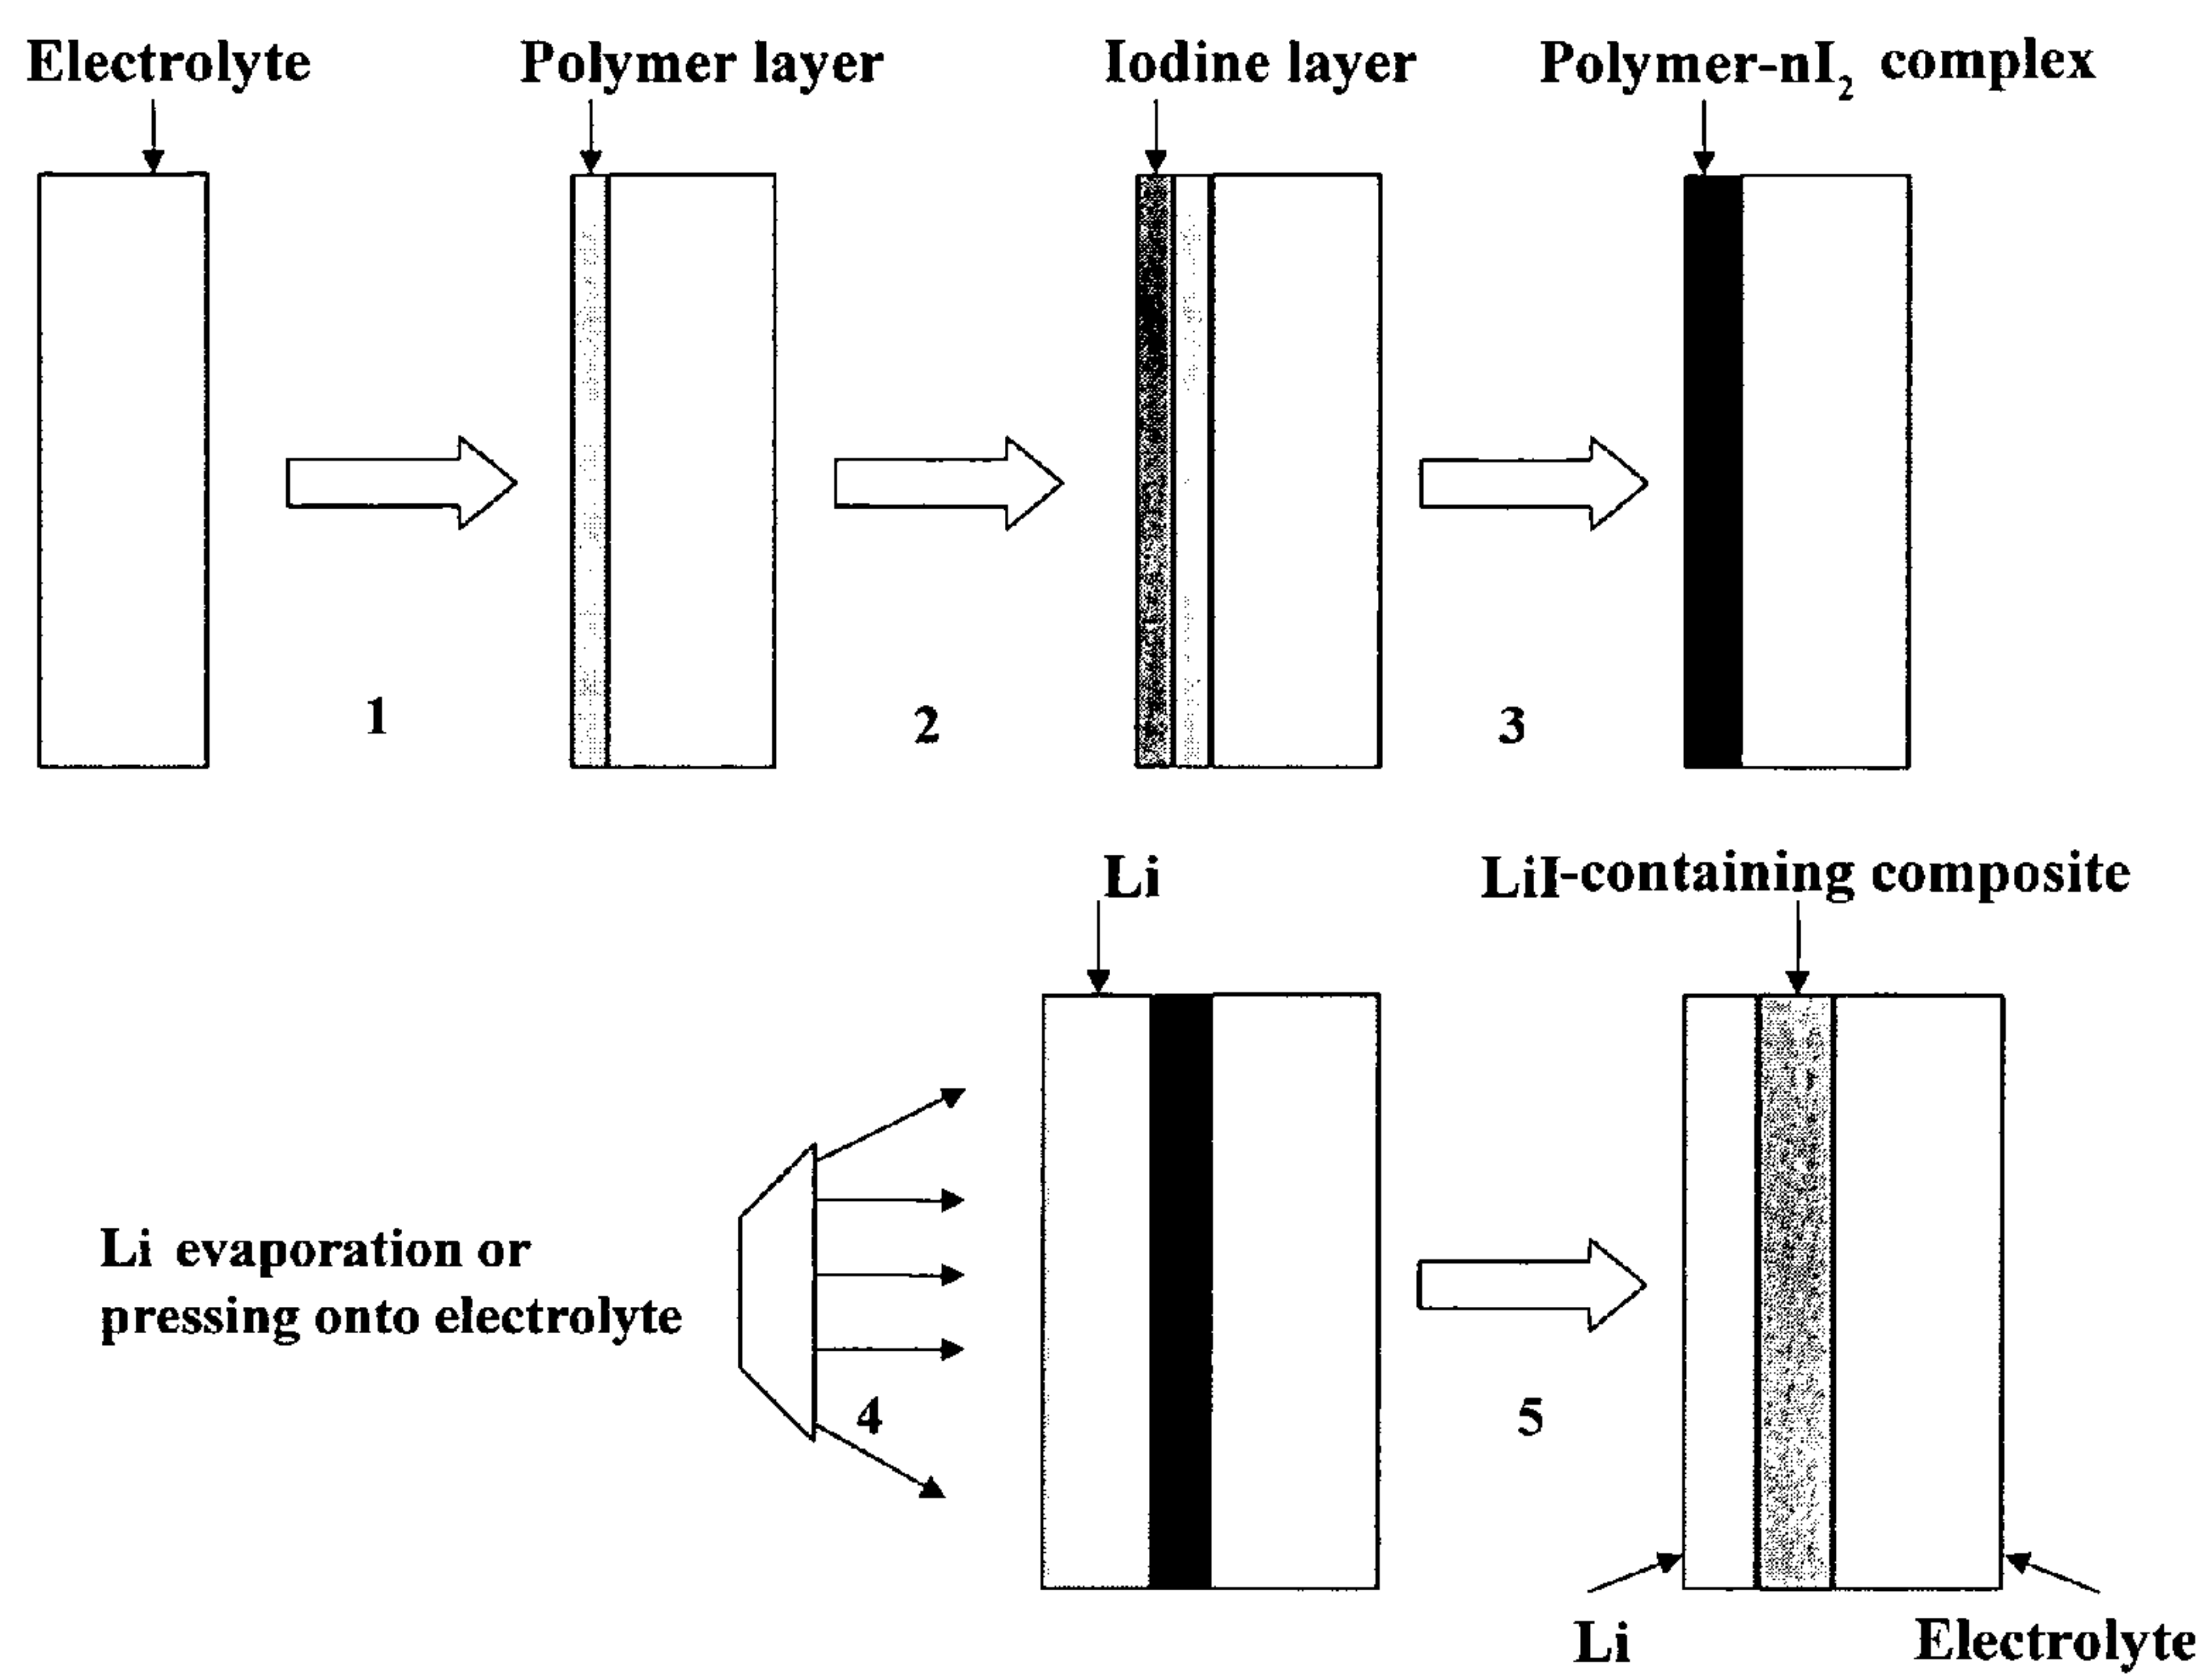 Electrolyte
Polymer layer
Iodine layer
Polymer-nI₂ complex
1
2
3
Li
LiI-containing composite
Li evaporation or
pressing onto electrolyte
4
5
Li
Electrolyte